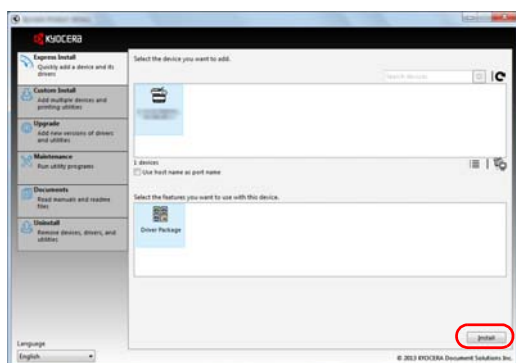 KYOCERA
Express Install
Quickly add a device and its
drivers
Custom Install
Add multiple devices and
printing utilities
Upgrade
Add new versions of drivers
and utilities
Maintenance
Run utility programs
Documents
Read manuals and readme
files
Uninstall
Remove devices, drivers, and
utilities
Language
English
Select the device you want to add.
Search devices
1 devices
Use host name as port name
Select the features you want to use with this device.
Driver Package
Install
© 2013 KYOCERA Document Solutions Inc.